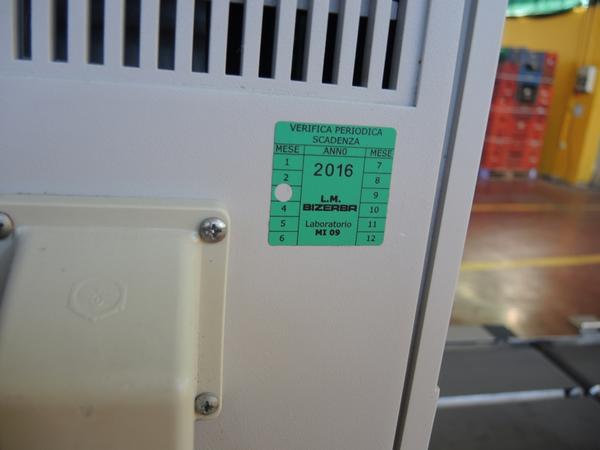 VERIFICA PERIODICA
SCADENZA
MESE ANNO MESE
1 2016 7
2 8
9
L.M.
BIZERBA
4 10
5 Laboratorio 11
6 MI 09 12